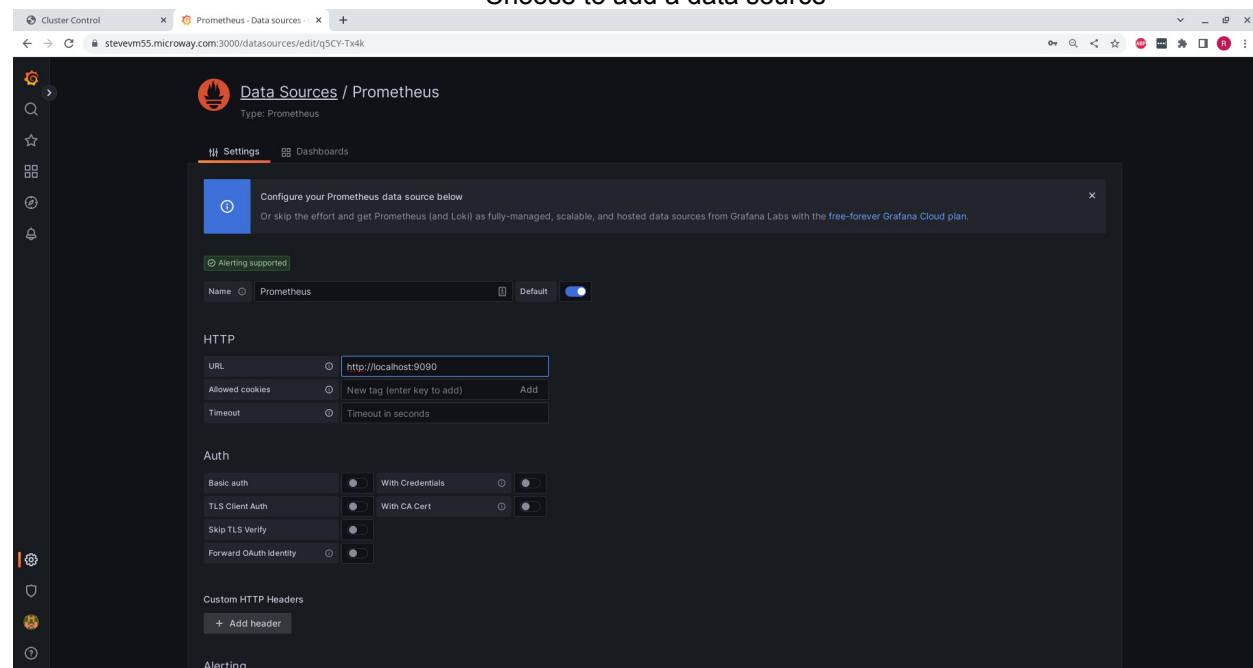 Choose to add a data source
Cluster Control
Prometheus - Data sources -
stevevm55.microway.com:3000/datasources/edit/q5CY-Tx4k
ABP
R
Data Sources / Prometheus
Type: Prometheus
Settings
Dashboards
Configure your Prometheus data source below
Or skip the effort and get Prometheus (and Loki) as fully-managed, scalable, and hosted data sources from Grafana Labs with the free-forever Grafana Cloud plan.
Alerting supported
Name Prometheus Default
HTTP
URL http://localhost:9090
Allowed cookies New tag (enter key to add) Add
Timeout Timeout in seconds
Auth
Basic auth With Credentials
TLS Client Auth With CA Cert
Skip TLS Verify
Forward OAuth Identity
Custom HTTP Headers
+ Add header
Alerting